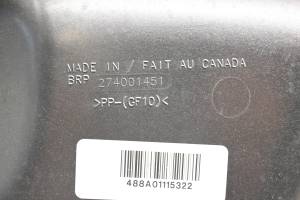 MADE IN / FAIT AU CANADA
BRP 274001451
>PP-(GF10)<
488A01115322